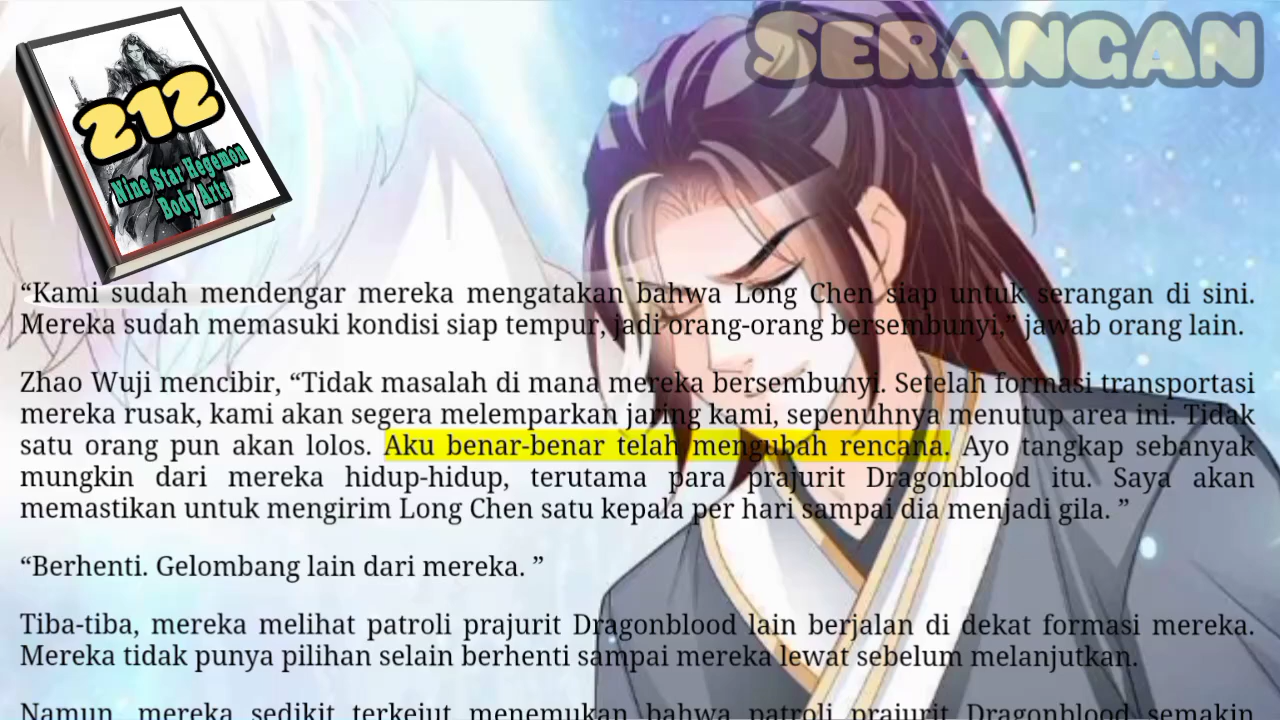 SERANGAN
212
Nine Star Hegemon
Body Arts
“Kami sudah mendengar mereka mengatakan bahwa Long Chen siap untuk serangan di sini.
Mereka sudah memasuki kondisi siap tempur, jadi orang-orang bersembunyi,” jawab orang lain.
Zhao Wuji mencibir, “Tidak masalah di mana mereka bersembunyi. Setelah formasi transportasi
mereka rusak, kami akan segera melemparkan jaring kami, sepenuhnya menutup area ini. Tidak
satu orang pun akan lolos. Aku benar-benar telah mengubah rencana. Ayo tangkap sebanyak
mungkin dari mereka hidup-hidup, terutama para prajurit Dragonblood itu. Saya akan
memastikan untuk mengirim Long Chen satu kepala per hari sampai dia menjadi gila. ”
“Berhenti. Gelombang lain dari mereka. ”
Tiba-tiba, mereka melihat patroli prajurit Dragonblood lain berjalan di dekat formasi mereka.
Mereka tidak punya pilihan selain berhenti sampai mereka lewat sebelum melanjutkan.
Namun, mereka sedikit terkejut menemukan bahwa patroli prajurit Dragonblood semakin